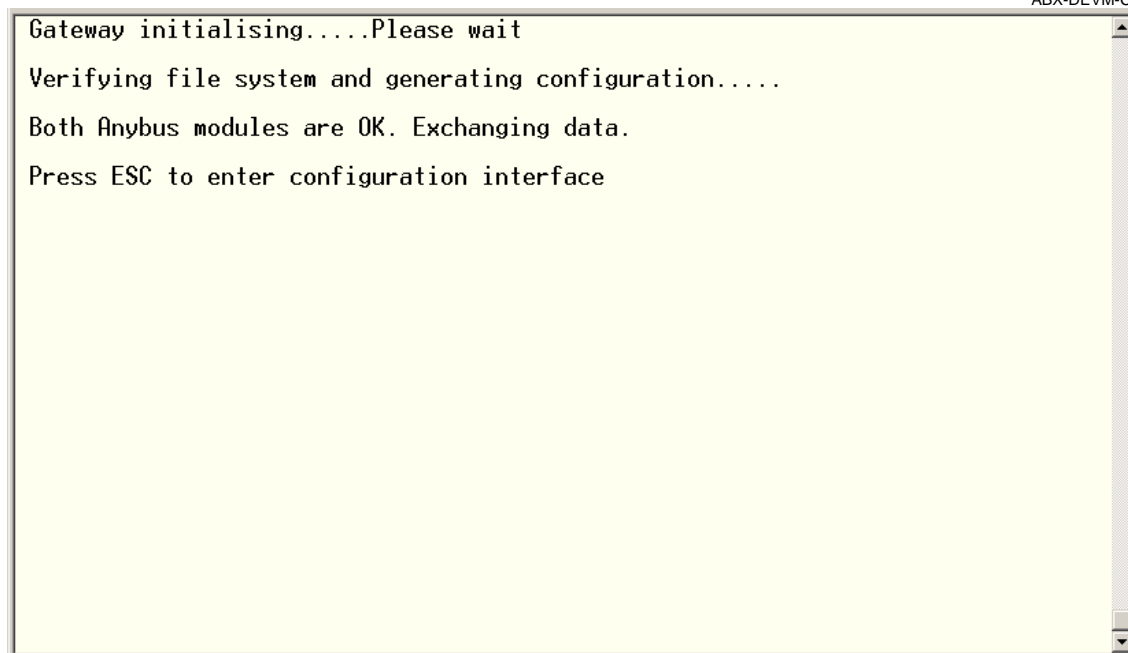 Gateway initialising.....Please wait
Verifying file system and generating configuration.....
Both Anybus modules are OK. Exchanging data.
Press ESC to enter configuration interface